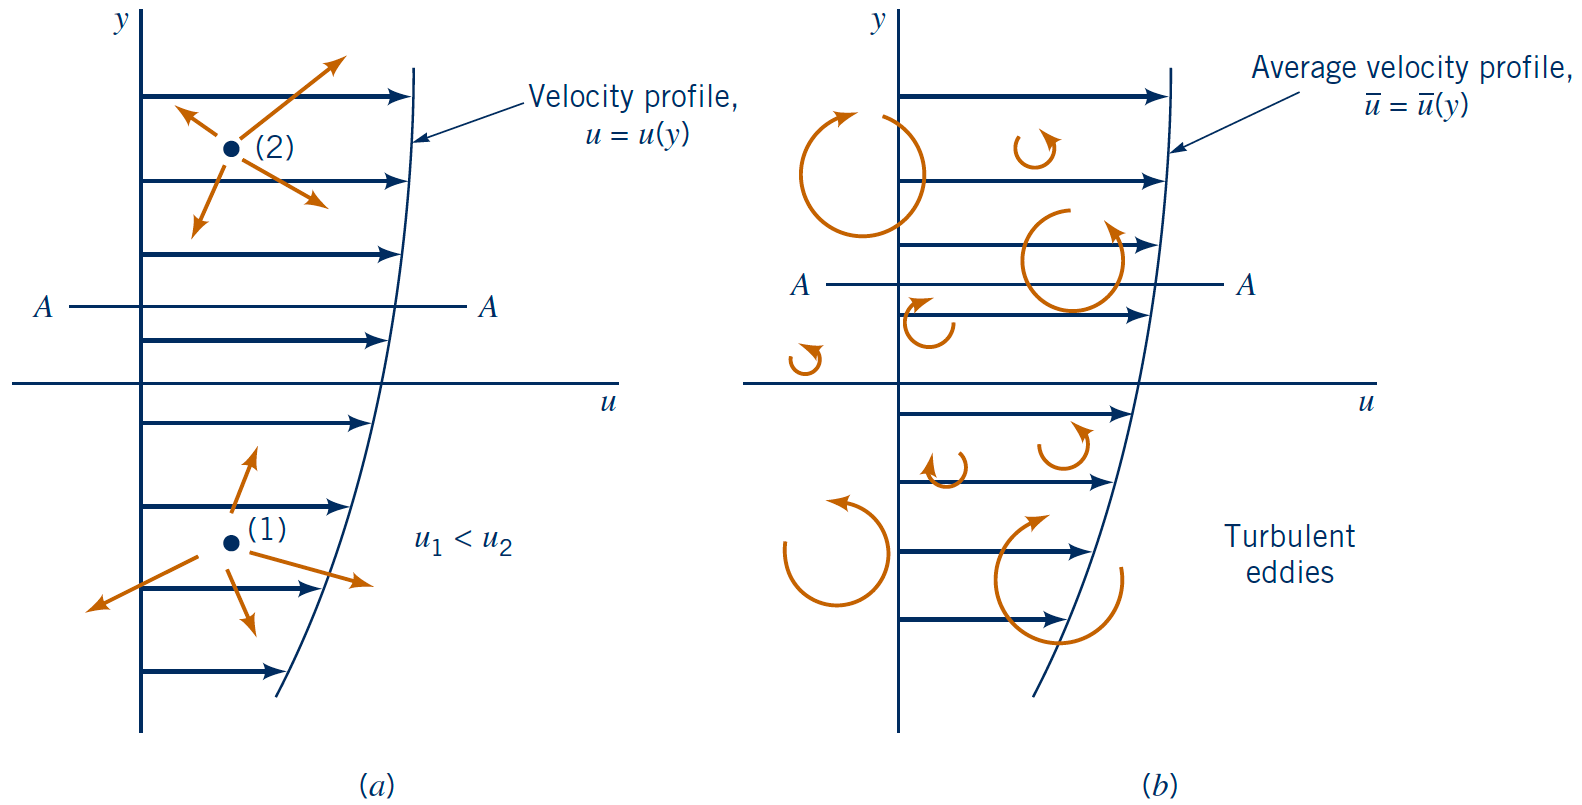 y
Velocity profile,
u = u(y)
(2)
A
A
u
(1)
u₁ < u₂
(a)
y
Average velocity profile,
u̅ = u̅(y)
A
A
u
Turbulent
eddies
(b)